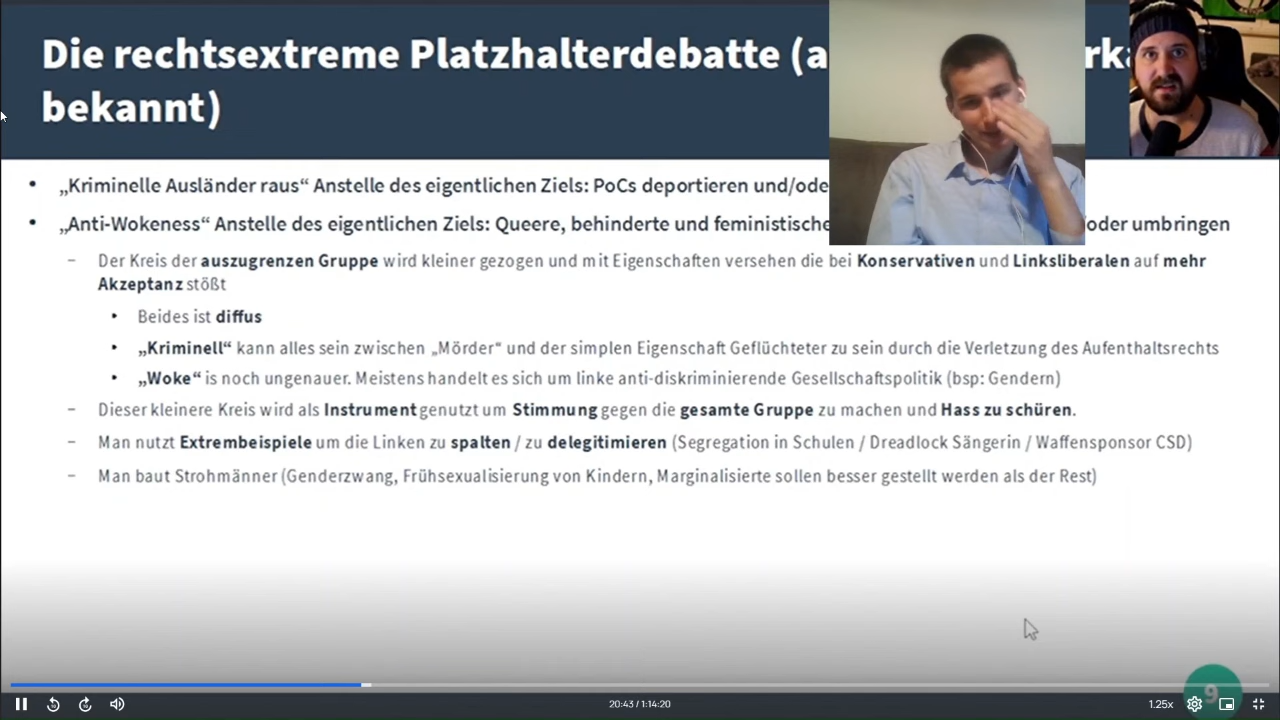 Die rechtsextreme Platzhalterdebatte (a
bekannt)
• „Kriminelle Ausländer raus“ Anstelle des eigentlichen Ziels: PoCs deportieren und/ode
• „Anti-Wokeness“ Anstelle des eigentlichen Ziels: Queere, behinderte und feministische /oder umbringen
– Der Kreis der auszugrenzen Gruppe wird kleiner gezogen und mit Eigenschaften versehen die bei Konservativen und Linksliberalen auf mehr
Akzeptanz stößt
• Beides ist diffus
• „Kriminell“ kann alles sein zwischen „Mörder“ und der simplen Eigenschaft Geflüchteter zu sein durch die Verletzung des Aufenthaltsrechts
• „Woke“ is noch ungenauer. Meistens handelt es sich um linke anti-diskriminierende Gesellschaftspolitik (bsp: Gendern)
– Dieser kleinere Kreis wird als Instrument genutzt um Stimmung gegen die gesamte Gruppe zu machen und Hass zu schüren.
– Man nutzt Extrembeispiele um die Linken zu spalten / zu delegitimieren (Segregation in Schulen / Dreadlock Sängerin / Waffensponsor CSD)
– Man baut Strohmänner (Genderzwang, Frühsexualisierung von Kindern, Marginalisierte sollen besser gestellt werden als der Rest)
9
20:43 / 1:14:20
1.25x